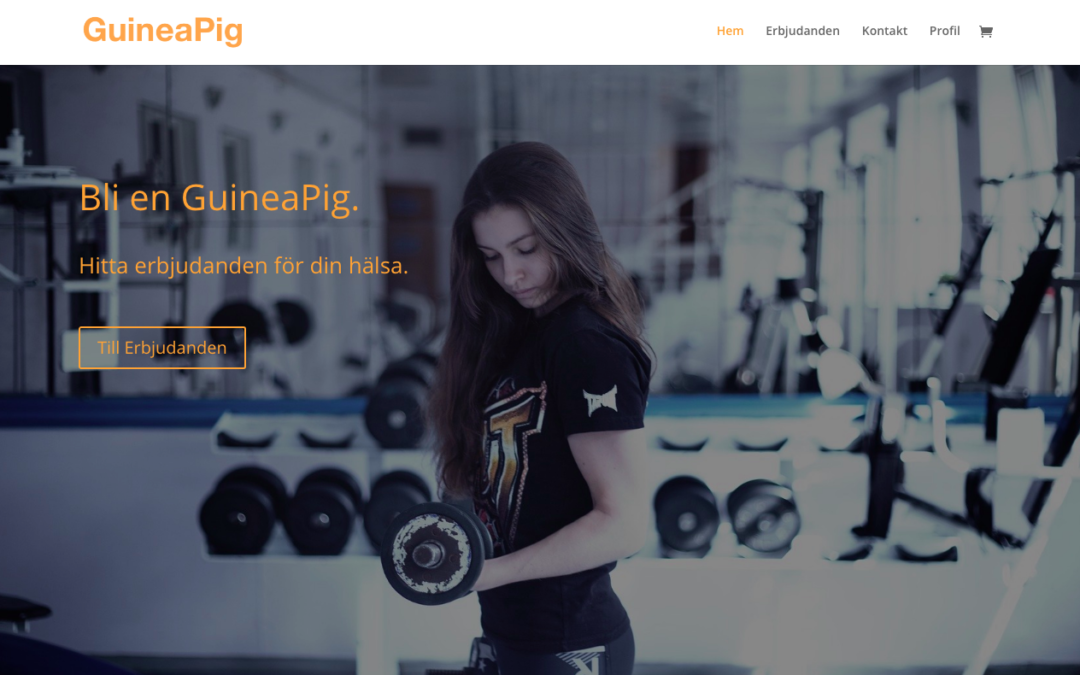 GuineaPig
Hem Erbjudanden Kontakt Profil
Bli en GuineaPig.
Hitta erbjudanden för din hälsa.
Till Erbjudanden
T